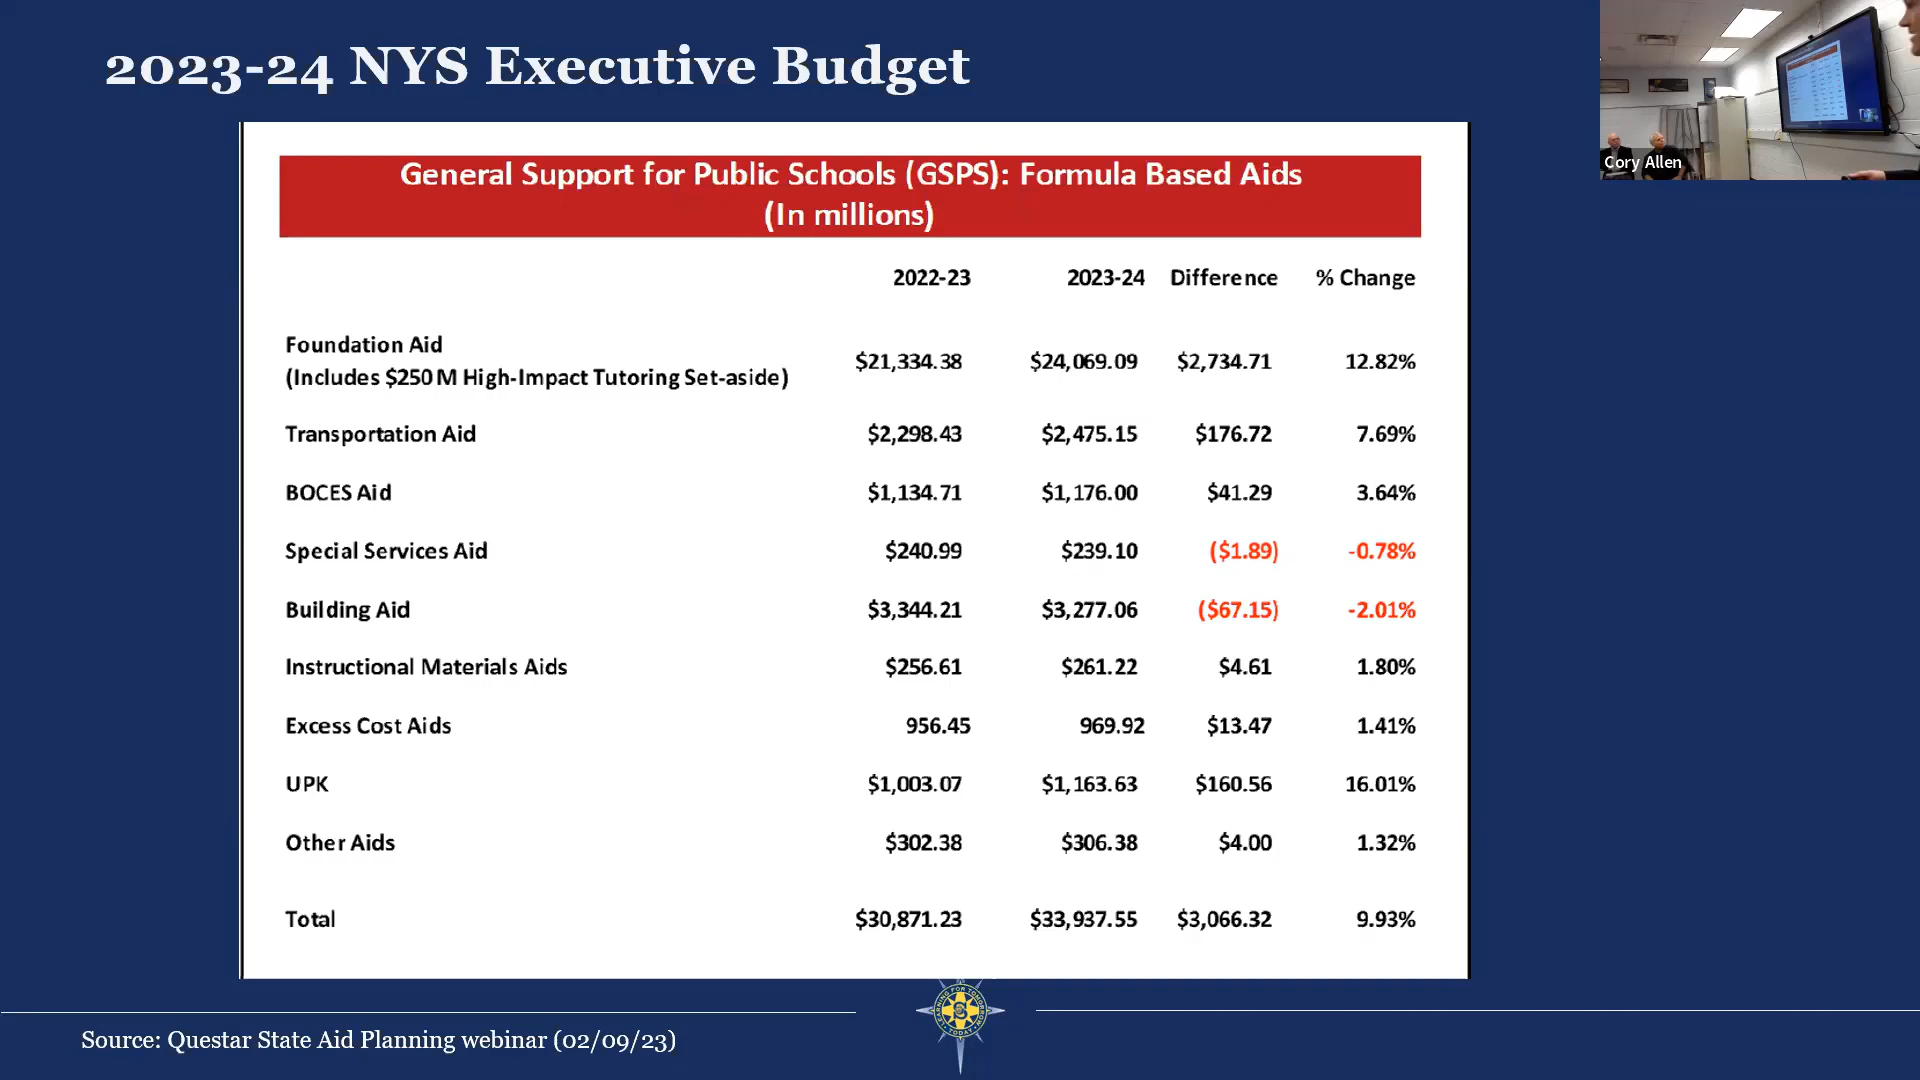 2023-24 NYS Executive Budget
Cory Allen
General Support for Public Schools (GSPS): Formula Based Aids
(In millions)
2022-23 2023-24 Difference % Change
Foundation Aid
(Includes $250 M High-Impact Tutoring Set-aside) $21,334.38 $24,069.09 $2,734.71 12.82%
Transportation Aid $2,298.43 $2,475.15 $176.72 7.69%
BOCES Aid $1,134.71 $1,176.00 $41.29 3.64%
Special Services Aid $240.99 $239.10 ($1.89) -0.78%
Building Aid $3,344.21 $3,277.06 ($67.15) -2.01%
Instructional Materials Aids $256.61 $261.22 $4.61 1.80%
Excess Cost Aids 956.45 969.92 $13.47 1.41%
UPK $1,003.07 $1,163.63 $160.56 16.01%
Other Aids $302.38 $306.38 $4.00 1.32%
Total $30,871.23 $33,937.55 $3,066.32 9.93%
LEARNING FOR TOMORROW
TODAY
Source: Questar State Aid Planning webinar (02/09/23)